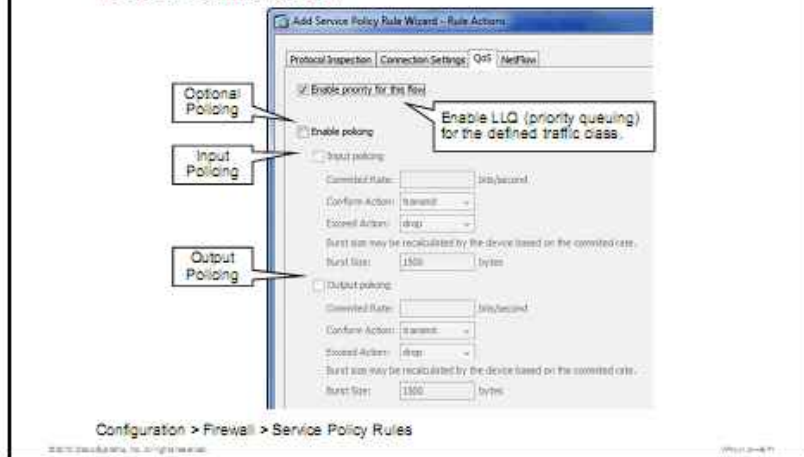 Add Service Policy Rule Wizard - Rule Actions
Protocol Inspection Connection Settings QoS NetFlow
Enable priority for this flow
Optional Policing
Enable LLQ (priority queuing)
for the defined traffic class.
Enable policing
Input Policing
Input policing
Committed Rate: bits/second
Conform Action: transmit
Exceed Action: drop
Burst size may be recalculated by the device based on the commited rate.
Burst Size: 1500 bytes
Output Policing
Output policing
Committed Rate: bits/second
Conform Action: transmit
Exceed Action: drop
Burst size may be recalculated by the device based on the commited rate.
Burst Size: 1500 bytes
Configuration > Firewall > Service Policy Rules